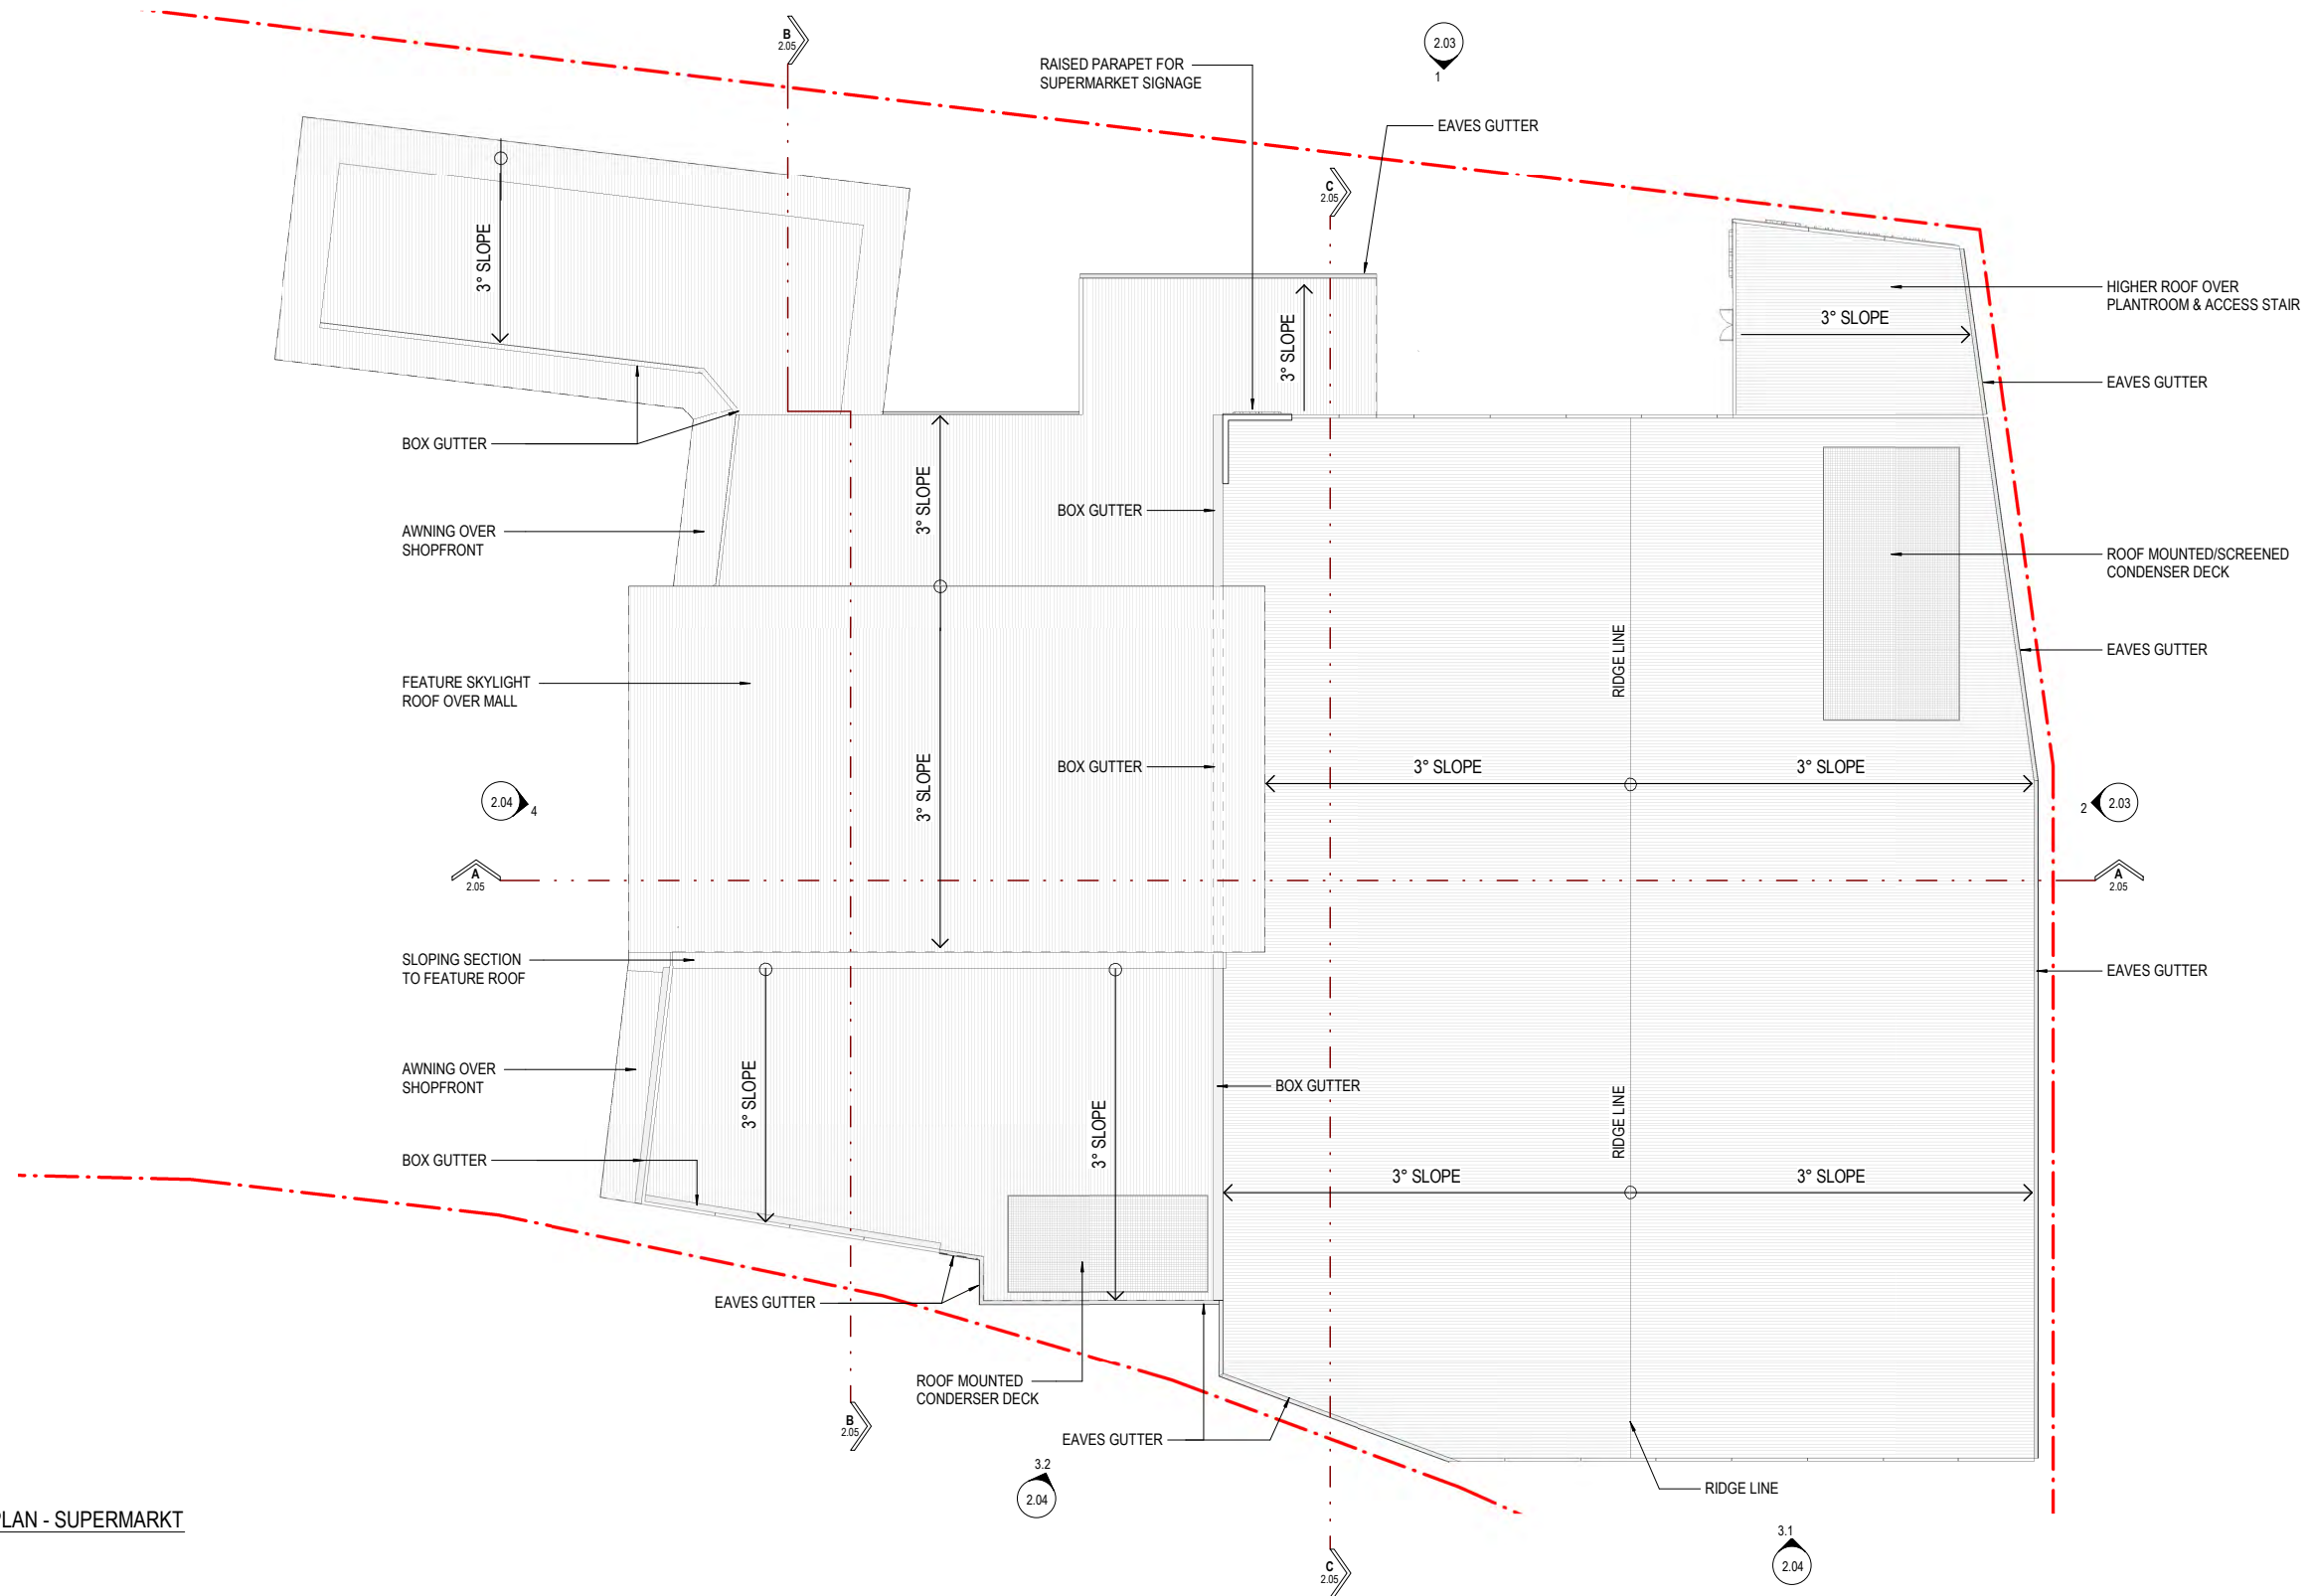 B
2.05
2.03
1
RAISED PARAPET FOR
SUPERMARKET SIGNAGE
EAVES GUTTER
C
2.05
3° SLOPE
3° SLOPE
3° SLOPE
HIGHER ROOF OVER
PLANTROOM & ACCESS STAIR
EAVES GUTTER
BOX GUTTER
3° SLOPE
BOX GUTTER
AWNING OVER
SHOPFRONT
ROOF MOUNTED/SCREENED
CONDENSER DECK
RIDGE LINE
EAVES GUTTER
FEATURE SKYLIGHT
ROOF OVER MALL
3° SLOPE
BOX GUTTER
3° SLOPE
3° SLOPE
2.04
4
2
2.03
A
2.05
A
2.05
SLOPING SECTION
TO FEATURE ROOF
EAVES GUTTER
AWNING OVER
SHOPFRONT
3° SLOPE
3° SLOPE
BOX GUTTER
RIDGE LINE
BOX GUTTER
3° SLOPE
3° SLOPE
EAVES GUTTER
ROOF MOUNTED
CONDERSER DECK
B
2.05
EAVES GUTTER
3.2
2.04
RIDGE LINE
PLAN - SUPERMARKT
3.1
2.04
C
2.05